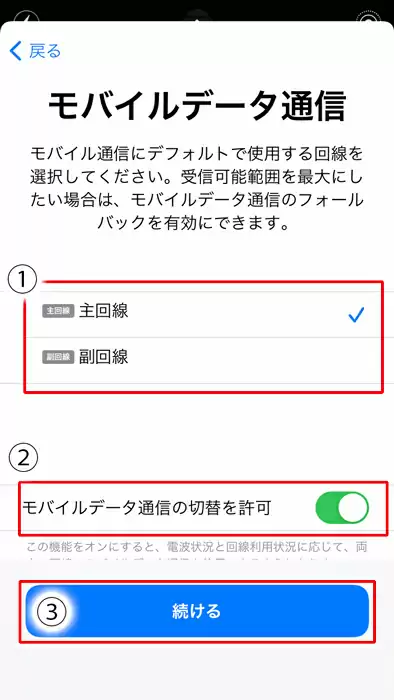 戻る
モバイルデータ通信
モバイル通信にデフォルトで使用する回線を
選択してください。受信可能範囲を最大にし
たい場合は、モバイルデータ通信のフォール
バックを有効にできます。
①
主回線 主回線
副回線 副回線
②
モバイルデータ通信の切替を許可
この機能をオンにすると、電波状況と回線利用状況に応じて、両
③ 続ける